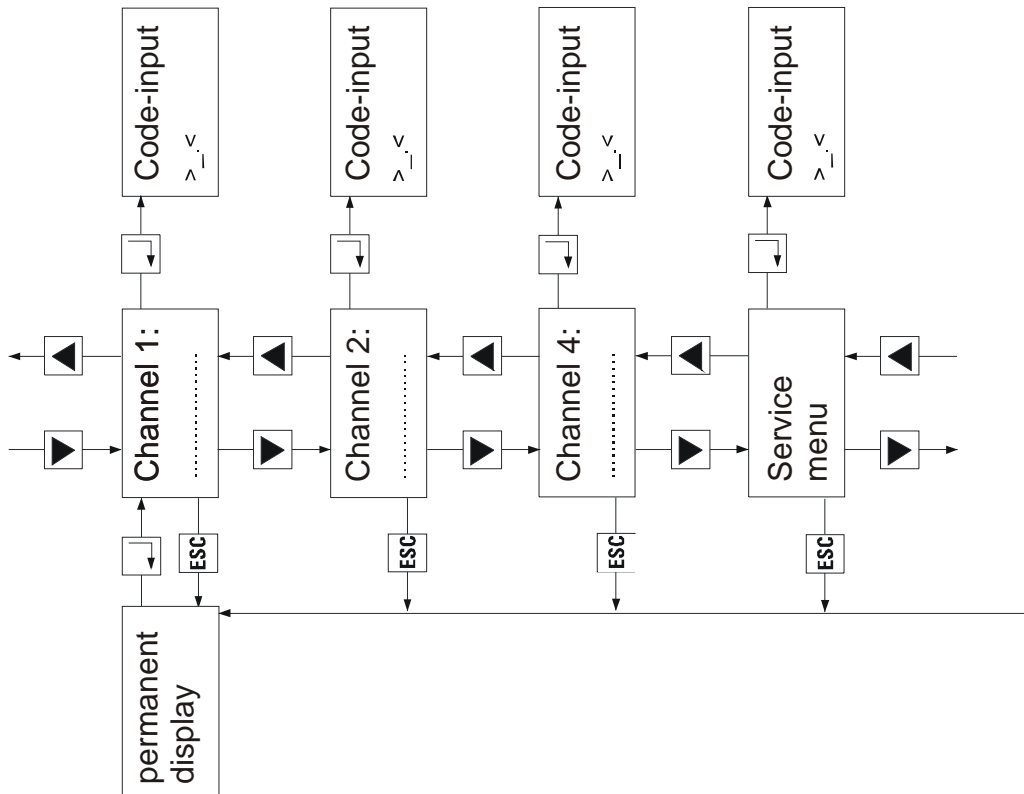 permanent
display
ESC
Channel 1:
....................
Code-input
>_.<
ESC
Channel 2:
....................
Code-input
>_.<
ESC
Channel 4:
....................
Code-input
>_.<
ESC
Service
menu
Code-input
>_.<